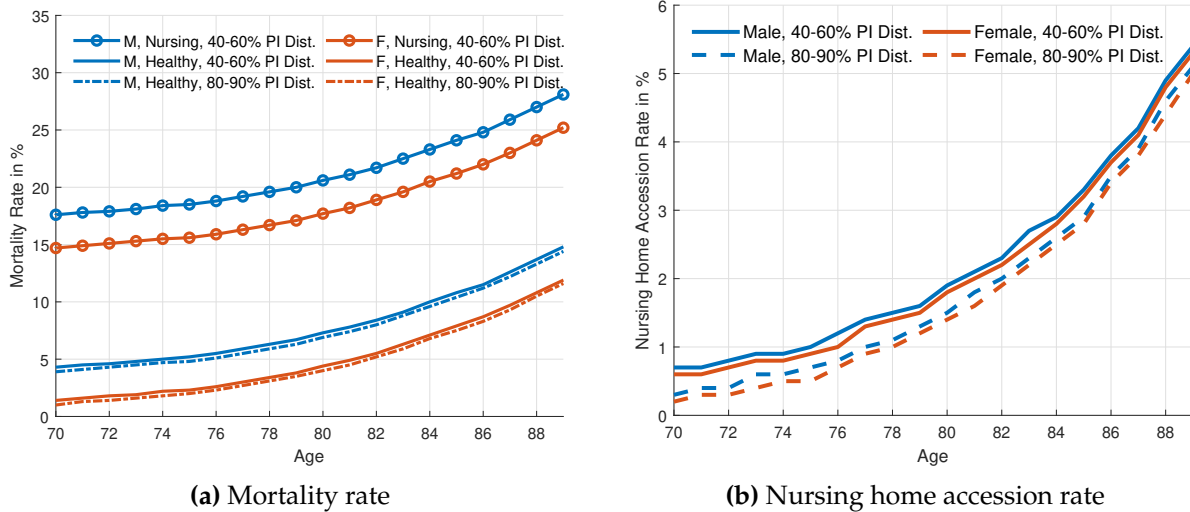 35
30
25
20
15
10
5
0
Mortality Rate in %
M, Nursing, 40-60% PI Dist.
M, Healthy, 40-60% PI Dist.
M, Healthy, 80-90% PI Dist.
F, Nursing, 40-60% PI Dist.
F, Healthy, 40-60% PI Dist.
F, Healthy, 80-90% PI Dist.
70 72 74 76 78 80 82 84 86 88
Age
(a) Mortality rate
6
5
4
3
2
1
0
Nursing Home Accession Rate in %
Male, 40-60% PI Dist.
Male, 80-90% PI Dist.
Female, 40-60% PI Dist.
Female, 80-90% PI Dist.
70 72 74 76 78 80 82 84 86 88
Age
(b) Nursing home accession rate